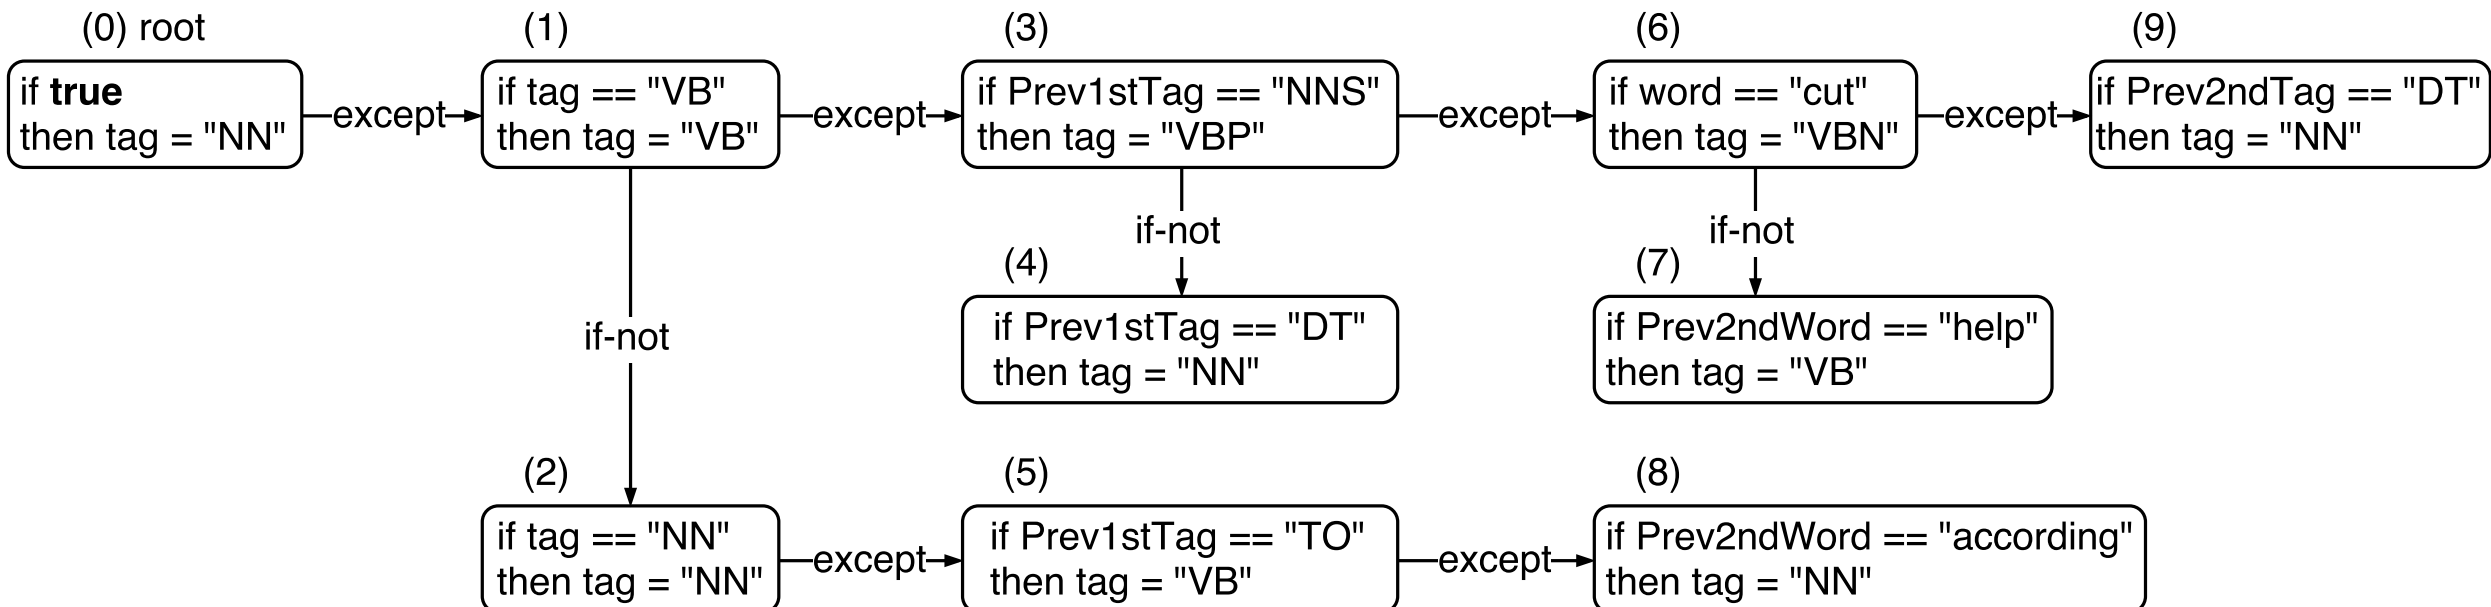 (0) root
(1)
(3)
(6)
(9)
if true
then tag = "NN"
except
if tag == "VB"
then tag = "VB"
except
if Prev1stTag == "NNS"
then tag = "VBP"
except
if word == "cut"
then tag = "VBN"
except
if Prev2ndTag == "DT"
then tag = "NN"
if-not
if-not
if-not
(4)
(7)
if Prev1stTag == "DT"
then tag = "NN"
if Prev2ndWord == "help"
then tag = "VB"
(2)
(5)
(8)
if tag == "NN"
then tag = "NN"
except
if Prev1stTag == "TO"
then tag = "VB"
except
if Prev2ndWord == "according"
then tag = "NN"